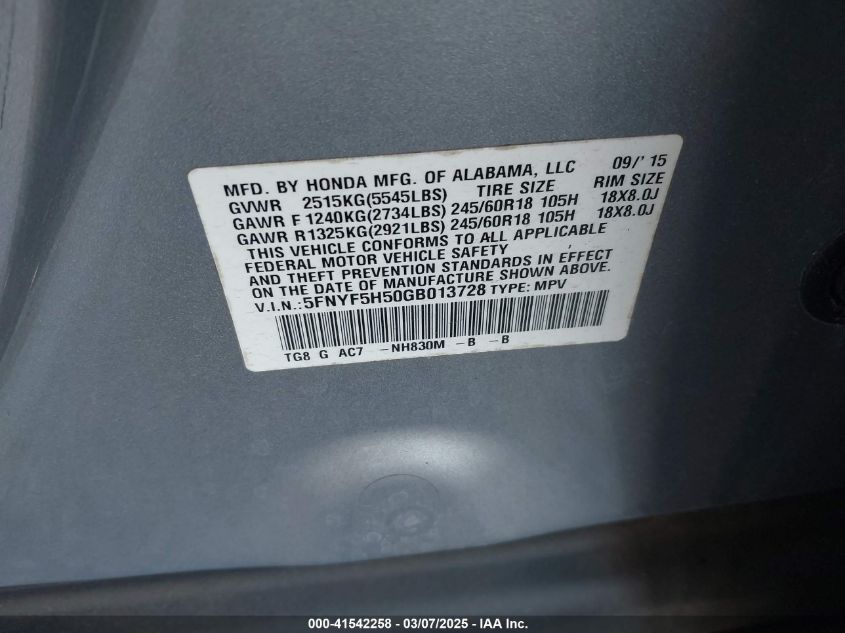 MFD. BY HONDA MFG. OF ALABAMA, LLC 09/' 15
GVWR 2515KG(5545LBS) TIRE SIZE RIM SIZE
GAWR F 1240KG(2734LBS) 245/60R18 105H 18X8.0J
GAWR R 1325KG(2921LBS) 245/60R18 105H 18X8.0J
THIS VEHICLE CONFORMS TO ALL APPLICABLE
FEDERAL MOTOR VEHICLE SAFETY
AND THEFT PREVENTION STANDARDS IN EFFECT
ON THE DATE OF MANUFACTURE SHOWN ABOVE.
V.I.N.:5FNYF5H50GB013728 TYPE: MPV
TG8 G AC7 -NH830M -B -B
000-41542258 - 03/07/2025 - IAA Inc.